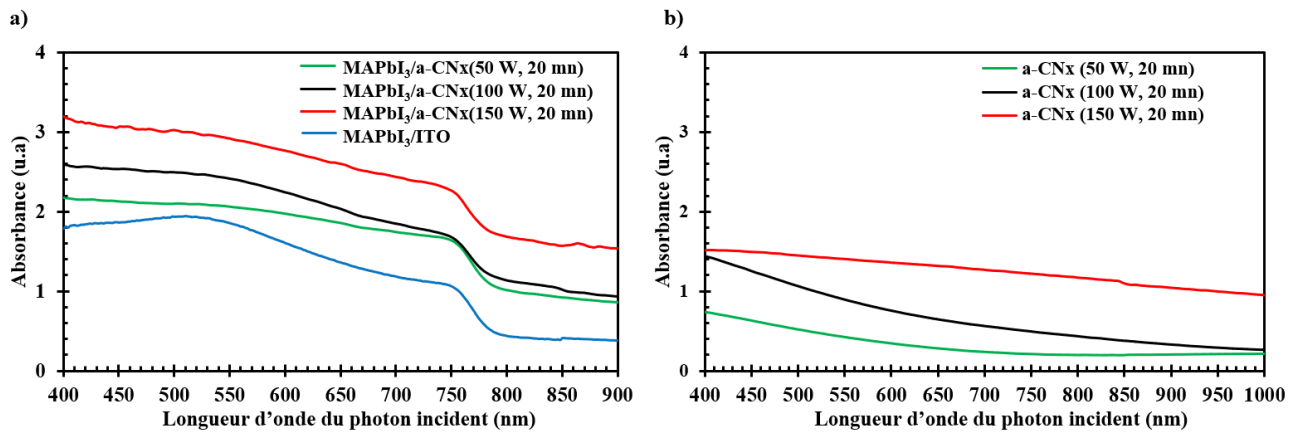 a)
4
3
2
1
0
Absorbance (u.a)
MAPbI₃/a-CNx(50 W, 20 mn)
MAPbI₃/a-CNx(100 W, 20 mn)
MAPbI₃/a-CNx(150 W, 20 mn)
MAPbI₃/ITO
400 450 500 550 600 650 700 750 800 850 900
Longueur d’onde du photon incident (nm)
b)
4
3
2
1
0
Absorbance (u.a)
a-CNx (50 W, 20 mn)
a-CNx (100 W, 20 mn)
a-CNx (150 W, 20 mn)
400 450 500 550 600 650 700 750 800 850 900 950 1000
Longueur d’onde du photon incident (nm)